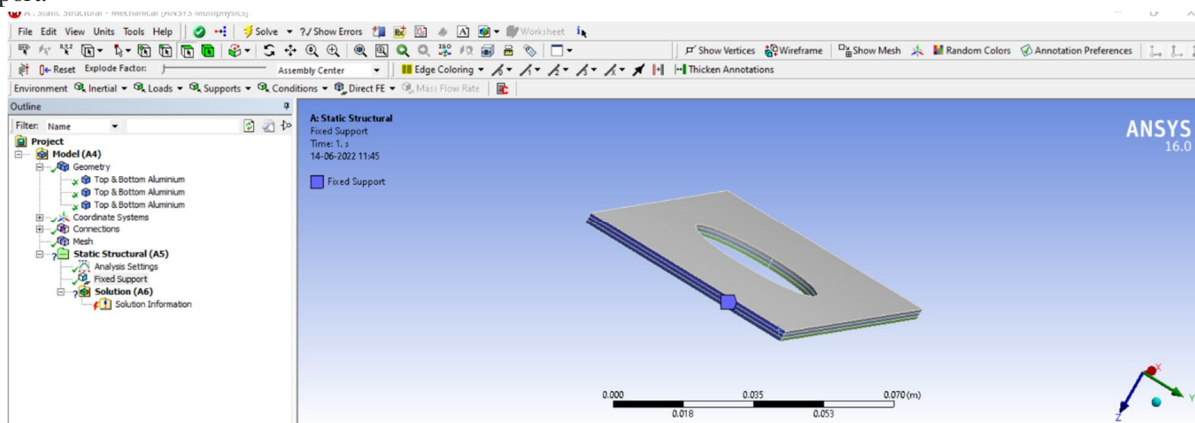 A : Static Structural - Mechanical [ANSYS Multiphysics]
File Edit View Units Tools Help Solve ?/ Show Errors Worksheet
Show Vertices Wireframe Show Mesh Random Colors Annotation Preferences
Reset Explode Factor: Assembly Center Edge Coloring Thicken Annotations
Environment Inertial Loads Supports Conditions Direct FE Mass Flow Rate
Outline
Filter: Name
Project
Model (A4)
Geometry
Top & Bottom Aluminium
Top & Bottom Aluminium
Top & Bottom Aluminium
Coordinate Systems
Connections
Mesh
Static Structural (A5)
Analysis Settings
Fixed Support
Solution (A6)
Solution Information
A: Static Structural
Fixed Support
Time: 1. s
14-06-2022 11:45
Fixed Support
ANSYS
16.0
0.000 0.035 0.070 (m)
0.018 0.053
X
Y
Z